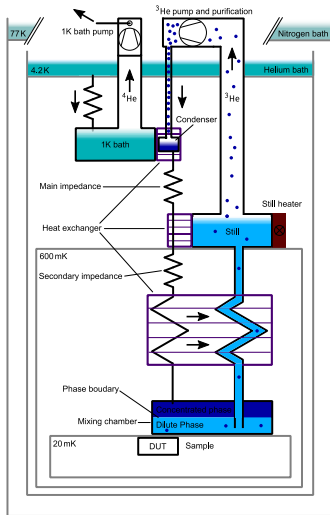 ³He pump and purification
77K
1K bath pump
Nitrogen bath
4.2K
Helium bath
⁴He
³He
Condenser
1K bath
Main impedance
Still heater
Heat exchanger
Still
600mK
Secondary impedance
Phase boudary
Concentrated phase
Mixing chamber
Dilute Phase
20mK
DUT
Sample